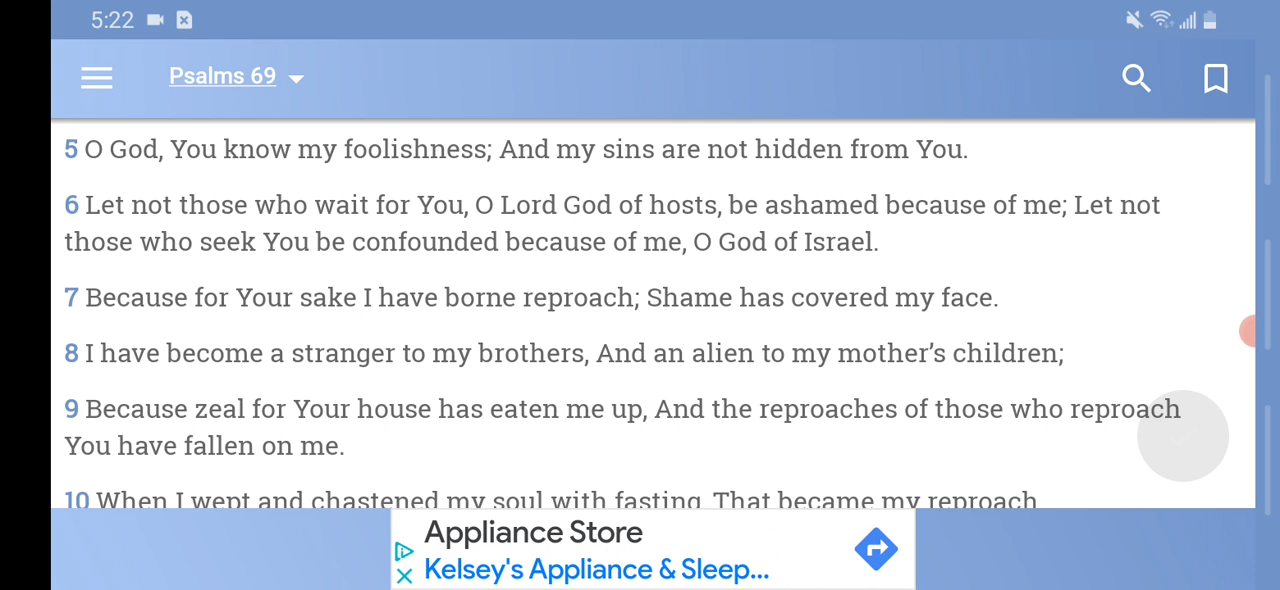 5:22
Psalms 69
5 O God, You know my foolishness; And my sins are not hidden from You.
6 Let not those who wait for You, O Lord God of hosts, be ashamed because of me; Let not
those who seek You be confounded because of me, O God of Israel.
7 Because for Your sake I have borne reproach; Shame has covered my face.
8 I have become a stranger to my brothers, And an alien to my mother’s children;
9 Because zeal for Your house has eaten me up, And the reproaches of those who reproach
You have fallen on me.
10 When I wept and chastened my soul with fasting, That became my reproach
Appliance Store
Kelsey's Appliance & Sleep...